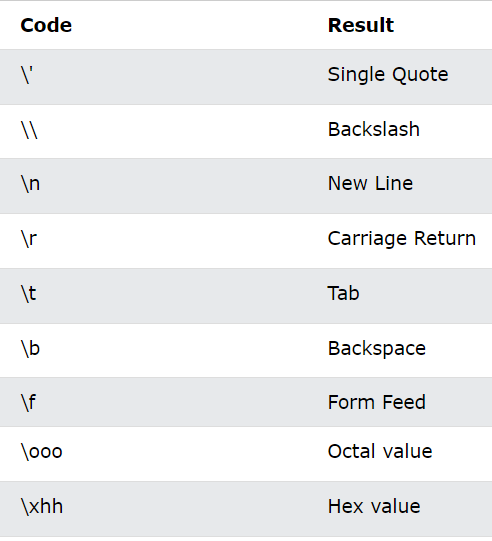 Code Result
\' Single Quote
\\ Backslash
\n New Line
\r Carriage Return
\t Tab
\b Backspace
\f Form Feed
\ooo Octal value
\xhh Hex value